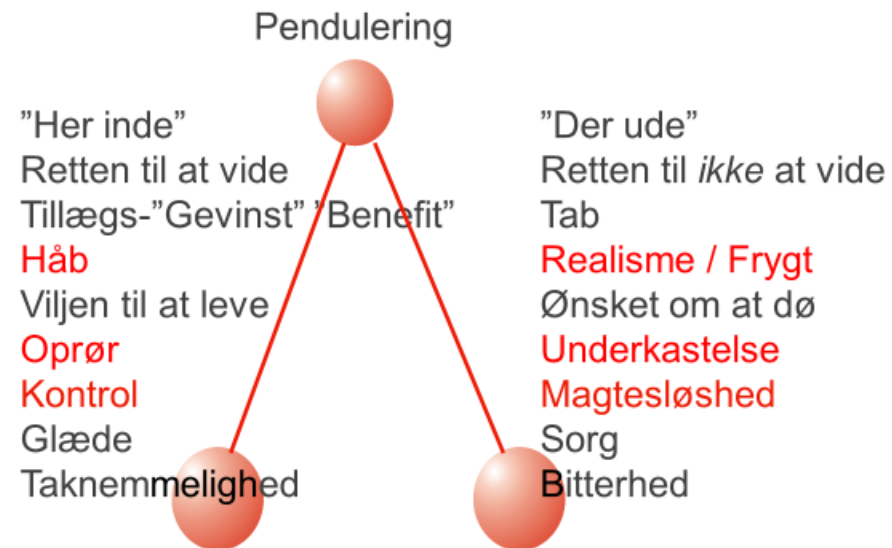 Pendulering
”Her inde”
Retten til at vide
Tillægs-”Gevinst” ”Benefit”
Håb
Viljen til at leve
Oprør
Kontrol
Glæde
Taknemmelighed
”Der ude”
Retten til ikke at vide
Tab
Realisme / Frygt
Ønsket om at dø
Underkastelse
Magtesløshed
Sorg
Bitterhed